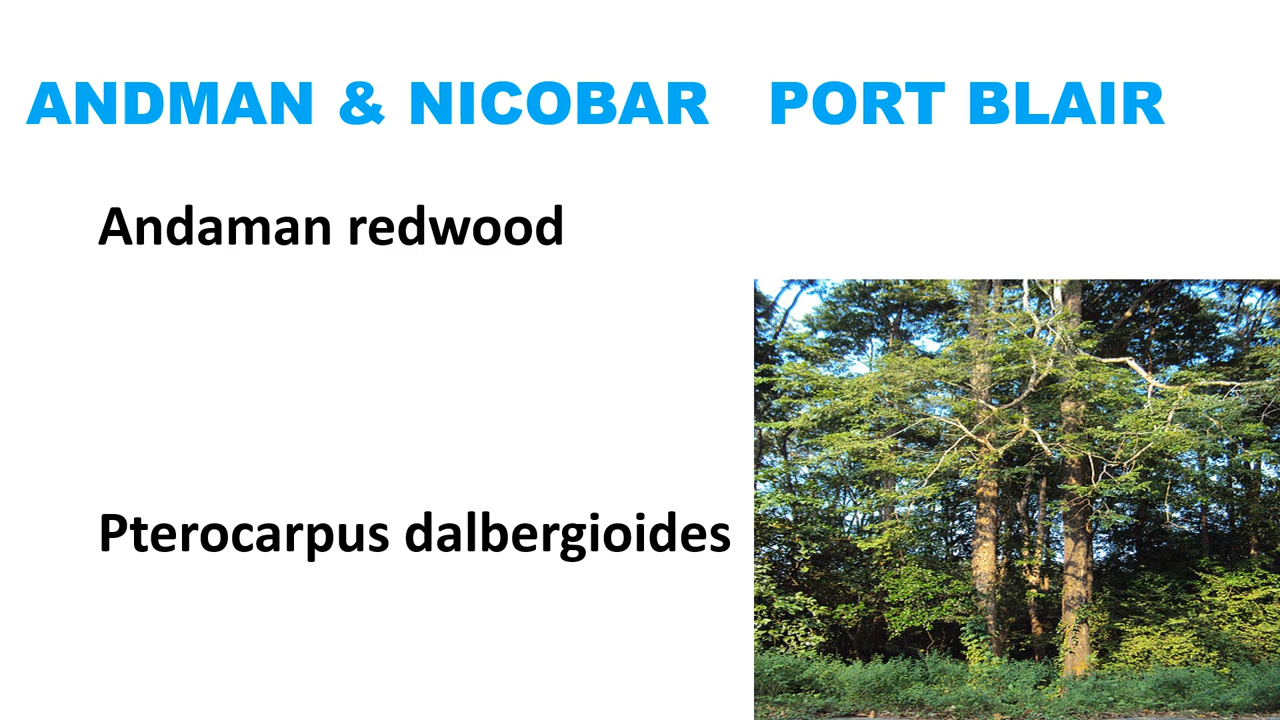 ANDMAN & NICOBAR PORT BLAIR
Andaman redwood
Pterocarpus dalbergioides